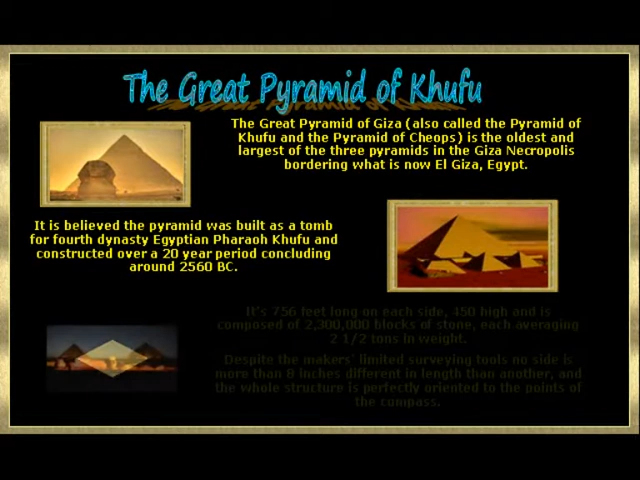 The Great Pyramid of Khufu
The Great Pyramid of Giza (also called the Pyramid of
Khufu and the Pyramid of Cheops) is the oldest and
largest of the three pyramids in the Giza Necropolis
bordering what is now El Giza, Egypt.
It is believed the pyramid was built as a tomb
for fourth dynasty Egyptian Pharaoh Khufu and
constructed over a 20 year period concluding
around 2560 BC.
It's 756 feet long on each side, 450 high and is
composed of 2,300,000 blocks of stone, each averaging
2 1/2 tons in weight.
Despite the makers' limited surveying tools no side is
more than 8 inches different in length than another, and
the whole structure is perfectly oriented to the points of
the compass.